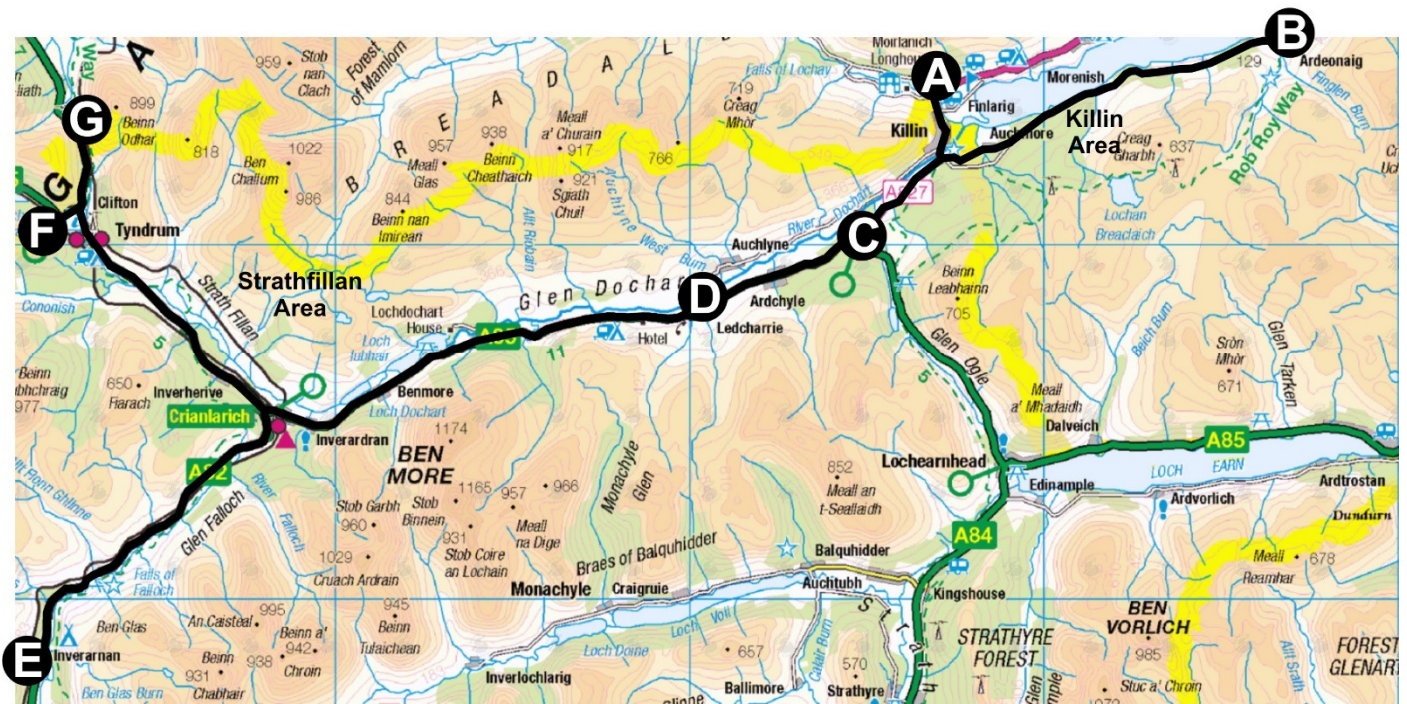 B
Moirlanich
Longhouse
Ardeonaig
129
Way
A
959
Stob
nan
Clach
Forest
of Mamlorn
Falls of Lochay
A
Morenish
Finlarig
Finglen Burn
899
Beinn
Odhar
G
818
BREADAL
719
Creag
Mhòr
Meall
a' Churain
917
938
Beinn
Cheathaich
957
Meall
Glas
766
Killin
Auchmore
Killin
Area
Creag
Gharbh
637
Rob Roy Way
1022
Ben
Challum
986
844
Beinn nan
Imirean
921
Sgiath
Chuil
Auchlyne West Burn
River Dochart
A827
Lochan
Breaclaich
G
Clifton
F
Tyndrum
Allt Robain
Auchlyne
C
Strath Fillan
Strathfillan
Area
Glen Dochar
D
Ardchyle
Ledcharrie
Beinn
Leabhainn
705
Cononish
Lochdochart
House
Loch
Iubhair
A85
11
Hotel
Glen Ogle
5
Beich Burn
Sròn
Mhòr
671
Glen Tarken
5
Beinn
977
650
Fiarach
Inverherive
Benmore
Loch Dochart
Crianlarich
Inverardran
1174
BEN
MORE
Meall
a' Mhadaidh
Dalveich
A85
A82
River
Falloch
Glen Falloch
Stob Garbh
960
Stob
Binnein
1165
957
966
Meall
na Dige
931
Stob Coire
an Lochain
Monachyle
Glen
852
Meall an
t-Seallaidh
Lochearnhead
Edinample
LOCH EARN
Ardvorlich
Ardtrostan
Dundurn
A84
1029
Cruach Ardrain
Braes of Balquhidder
Balquhidder
Meall
Reamhar
678
Falls of
Falloch
Monachyle
Craigruie
Auchtubh
Kingshouse
995
An Caisteal
945
Beinn
Tulaichean
Strath
BEN
VORLICH
985
Ben Glas
Beinn a'
942
Chroin
Loch Voil
Loch Doine
STRATHYRE
FOREST
FOREST
GLENAR
E
Inverarnan
Beinn
931
Chabhair
938
Inverlochlarig
657
Calair Burn
570
Allt Srath
Ben Glas Burn
Ballimore
Strathyre
Glen
Stuc a' Chroin